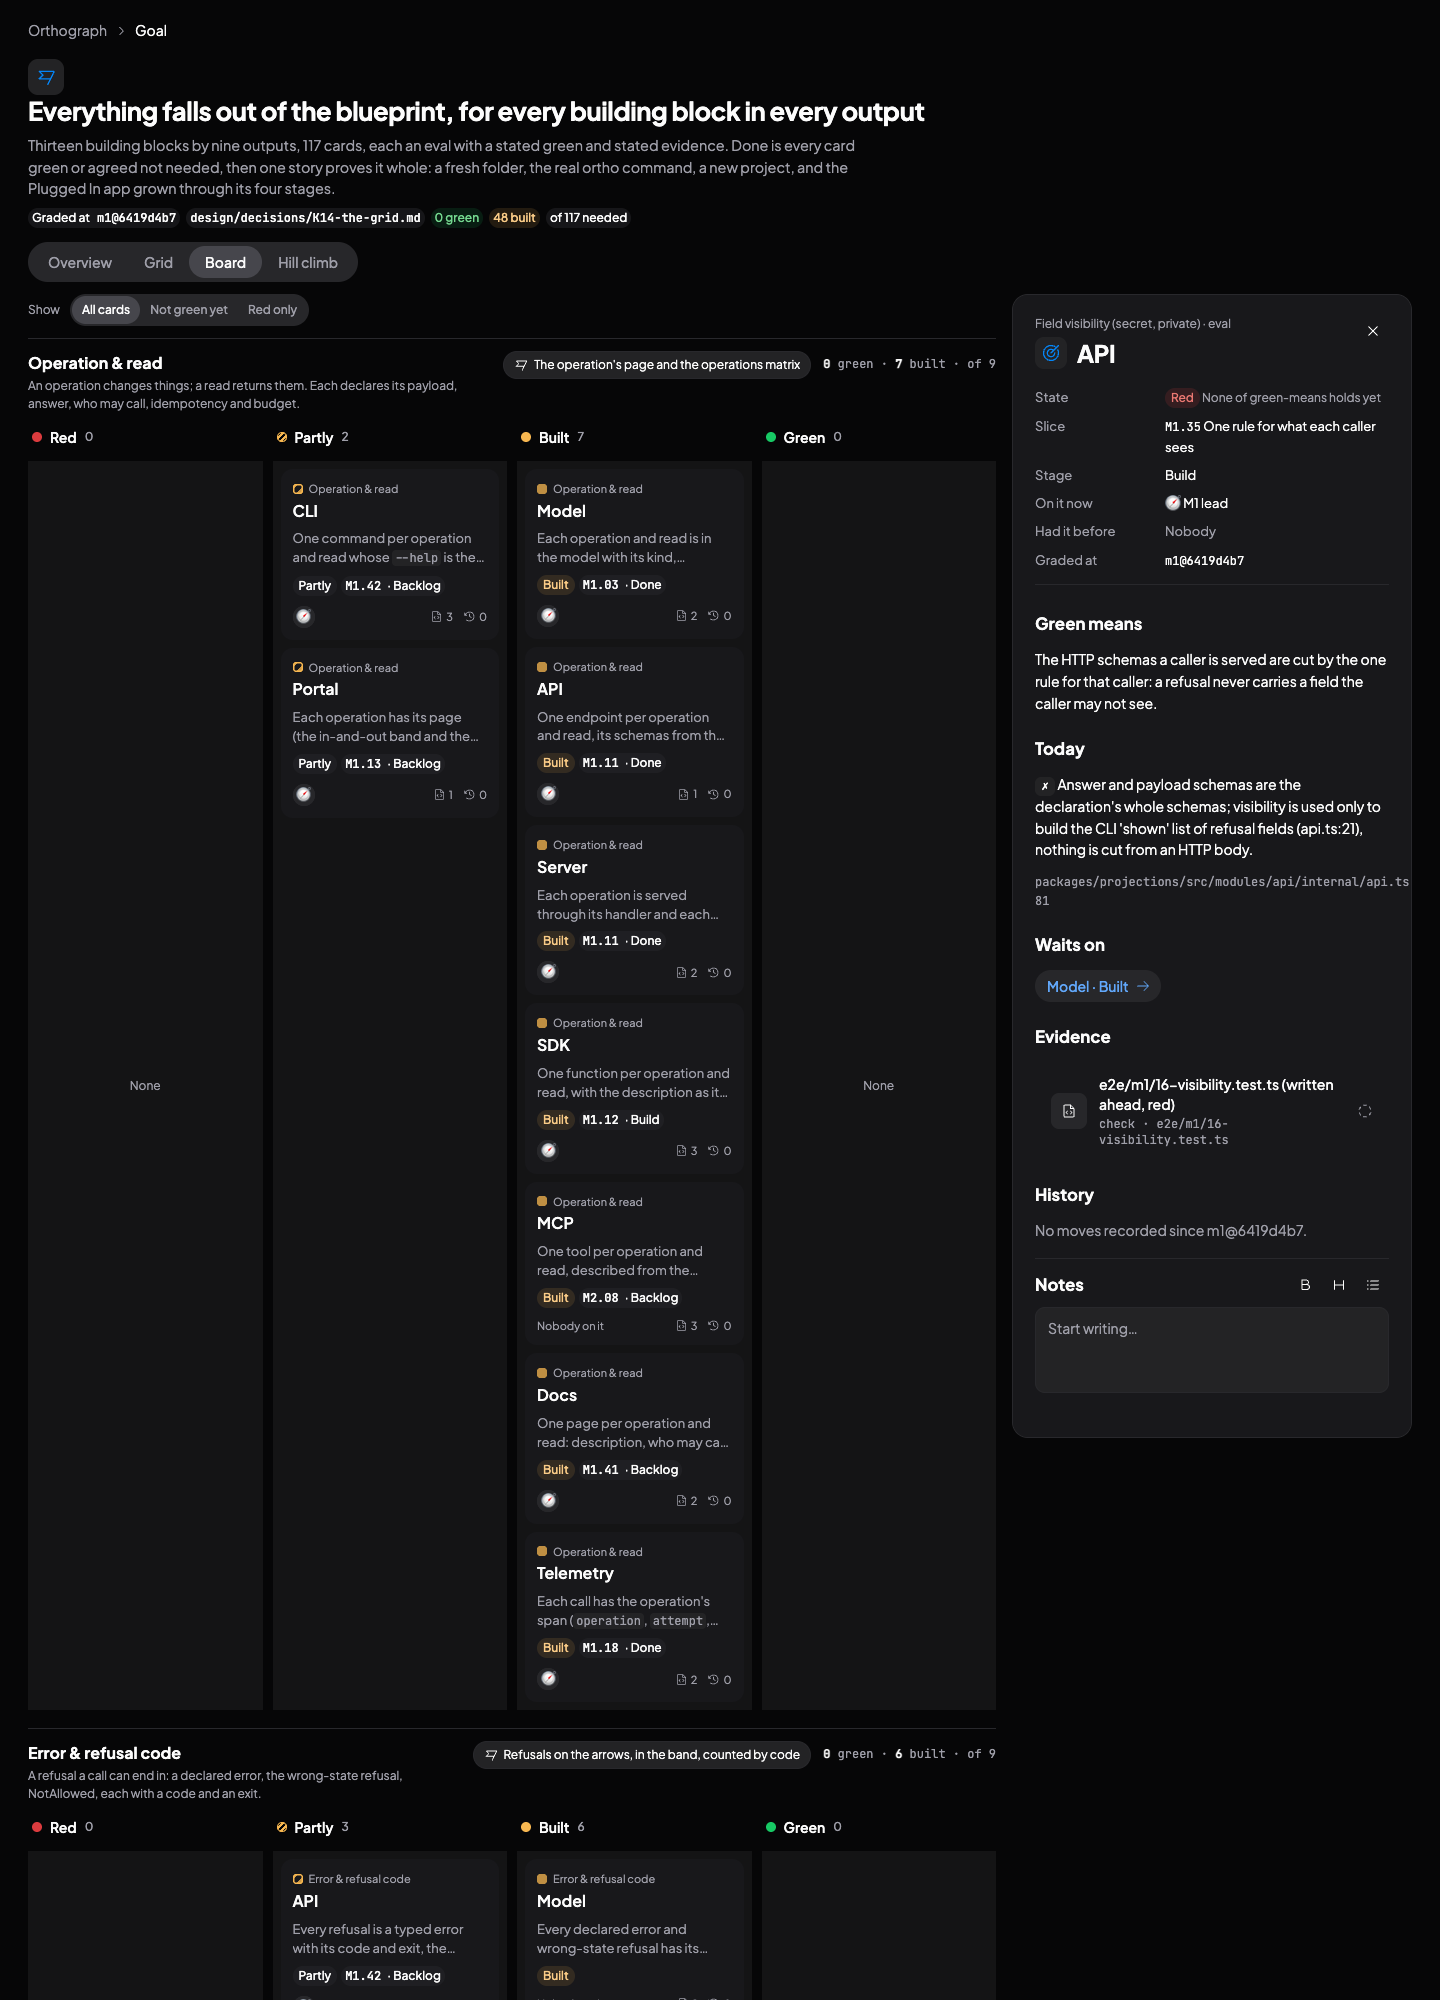 Orthograph
Goal
Everything falls out of the blueprint, for every building block in every output
Thirteen building blocks by nine outputs, 117 cards, each an eval with a stated green and stated evidence. Done is every card
green or agreed not needed, then one story proves it whole: a fresh folder, the real ortho command, a new project, and the
Plugged In app grown through its four stages.
Graded at m1@6419d4b7 design/decisions/K14-the-grid.md 0 green 48 built of 117 needed
Overview Grid Board Hill climb
Show All cards Not green yet Red only
Operation & read
An operation changes things; a read returns them. Each declares its payload,
answer, who may call, idempotency and budget.
The operation's page and the operations matrix
0 green · 7 built · of 9
Red 0
None
Partly 2
Operation & read
CLI
One command per operation
and read whose --help is the…
Partly M1.42 · Backlog
3 0
Operation & read
Portal
Each operation has its page
(the in-and-out band and the…
Partly M1.13 · Backlog
1 0
Built 7
Operation & read
Model
Each operation and read is in
the model with its kind,…
Built M1.03 · Done
2 0
Operation & read
API
One endpoint per operation
and read, its schemas from th…
Built M1.11 · Done
1 0
Operation & read
Server
Each operation is served
through its handler and each…
Built M1.11 · Done
2 0
Operation & read
SDK
One function per operation and
read, with the description as it…
Built M1.12 · Build
3 0
Operation & read
MCP
One tool per operation and
read, described from the…
Built M2.08 · Backlog
Nobody on it 3 0
Operation & read
Docs
One page per operation and
read: description, who may ca…
Built M1.41 · Backlog
2 0
Operation & read
Telemetry
Each call has the operation's
span (operation, attempt,…
Built M1.18 · Done
2 0
Green 0
None
Error & refusal code
A refusal a call can end in: a declared error, the wrong-state refusal,
NotAllowed, each with a code and an exit.
Refusals on the arrows, in the band, counted by code
0 green · 6 built · of 9
Red 0
Partly 3
Error & refusal code
API
Every refusal is a typed error
with its code and exit, the…
Partly M1.42 · Backlog
Built 6
Error & refusal code
Model
Every declared error and
wrong-state refusal has its…
Built
Green 0
Field visibility (secret, private) · eval
API
State Red None of green-means holds yet
Slice M1.35 One rule for what each caller
sees
Stage Build
On it now M1 lead
Had it before Nobody
Graded at m1@6419d4b7
Green means
The HTTP schemas a caller is served are cut by the one
rule for that caller: a refusal never carries a field the
caller may not see.
Today
✗ Answer and payload schemas are the
declaration's whole schemas; visibility is used only to
build the CLI 'shown' list of refusal fields (api.ts:21),
nothing is cut from an HTTP body.
packages/projections/src/modules/api/internal/api.ts
81
Waits on
Model · Built
Evidence
e2e/m1/16-visibility.test.ts (written
ahead, red)
check · e2e/m1/16-
visibility.test.ts
History
No moves recorded since m1@6419d4b7.
Notes
B H
Start writing…